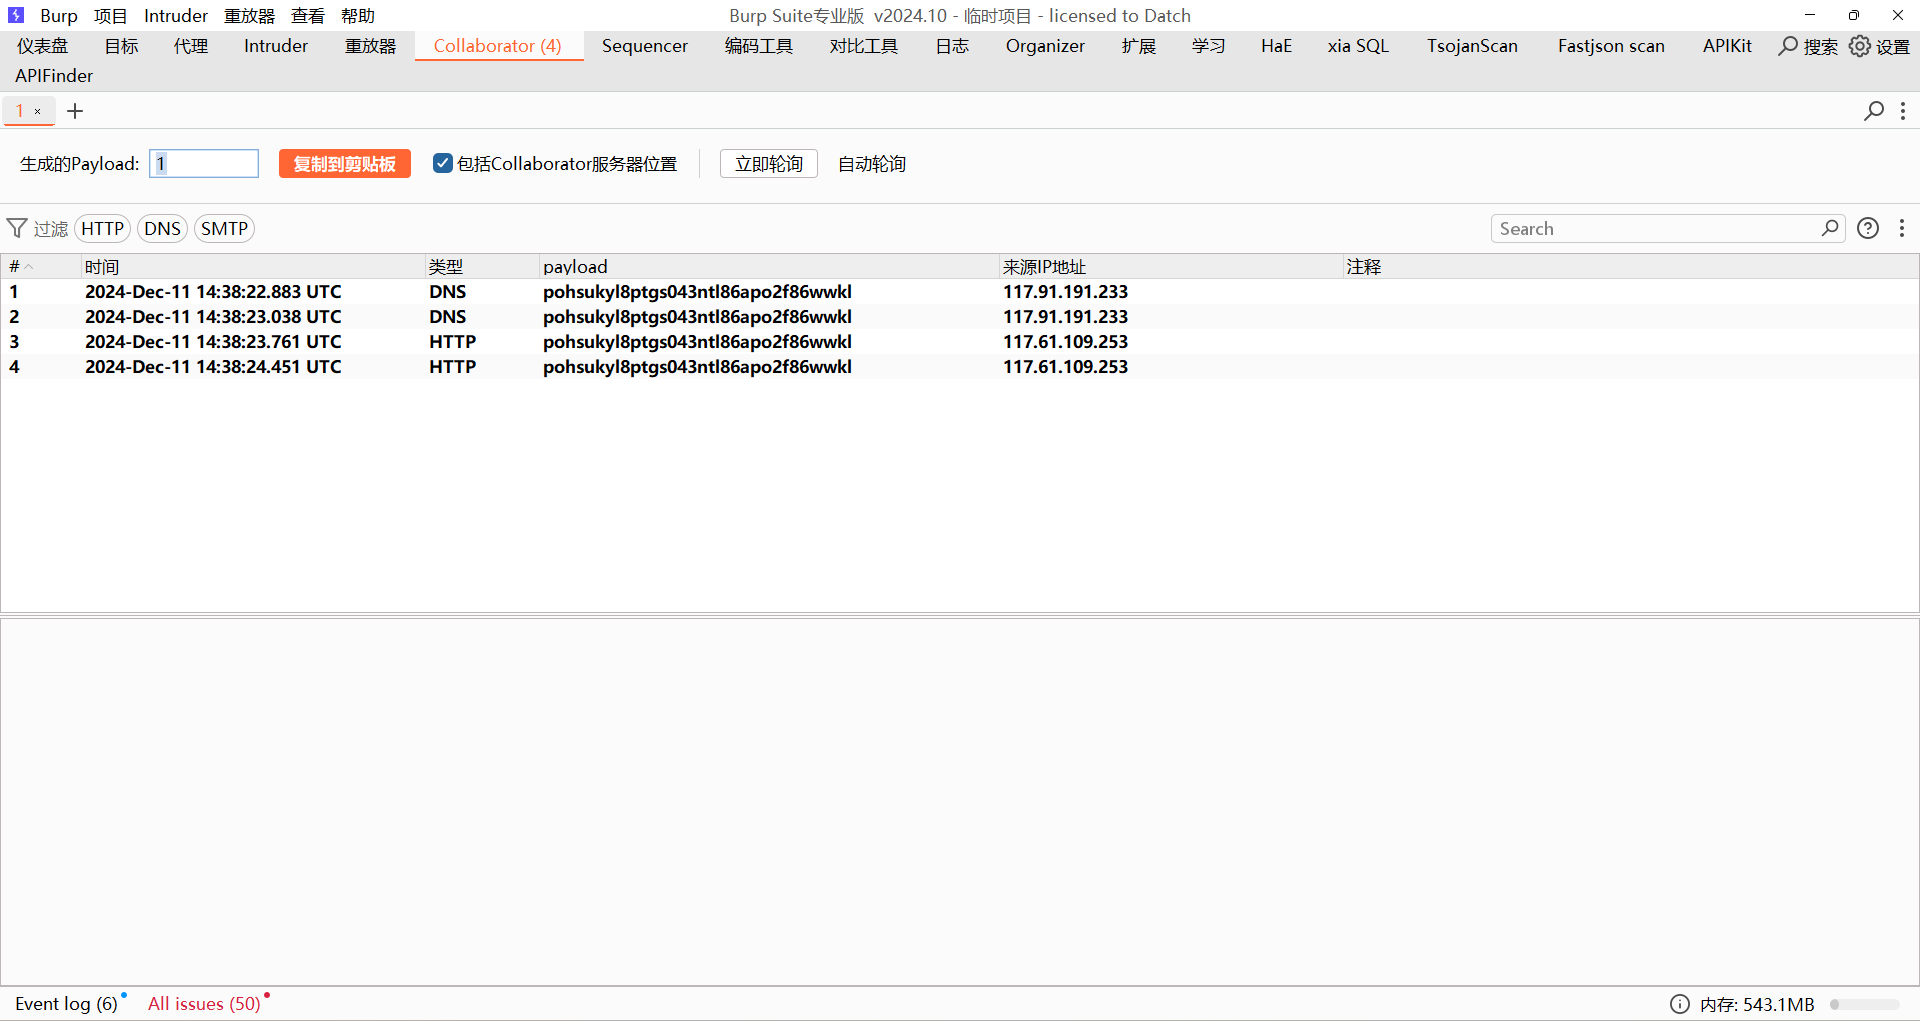 Burp 项目 Intruder 重放器 查看 帮助 Burp Suite专业版 v2024.10 - 临时项目 - licensed to Datch
仪表盘 目标 代理 Intruder 重放器 Collaborator (4) Sequencer 编码工具 对比工具 日志 Organizer 扩展 学习 HaE xia SQL TsojanScan Fastjson scan APIKit 搜索 设置
APIFinder
1 × +
生成的Payload: 1 复制到剪贴板 包括Collaborator服务器位置 立即轮询 自动轮询
过滤 HTTP DNS SMTP Search
# 时间 类型 payload 来源IP地址 注释
1 2024-Dec-11 14:38:22.883 UTC DNS pohsukyl8ptgs043ntl86apo2f86wwkl 117.91.191.233
2 2024-Dec-11 14:38:23.038 UTC DNS pohsukyl8ptgs043ntl86apo2f86wwkl 117.91.191.233
3 2024-Dec-11 14:38:23.761 UTC HTTP pohsukyl8ptgs043ntl86apo2f86wwkl 117.61.109.253
4 2024-Dec-11 14:38:24.451 UTC HTTP pohsukyl8ptgs043ntl86apo2f86wwkl 117.61.109.253
Event log (6) All issues (50) 内存: 543.1MB